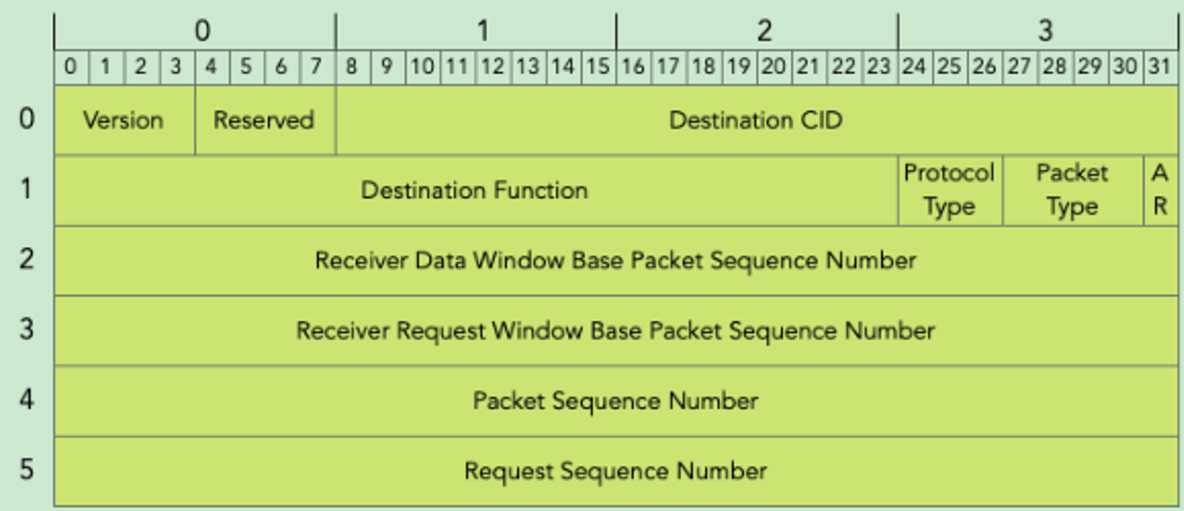 0 1 2 3
0 1 2 3 4 5 6 7 8 9 10 11 12 13 14 15 16 17 18 19 20 21 22 23 24 25 26 27 28 29 30 31
0 Version Reserved Destination CID
1 Destination Function Protocol Type Packet Type A R
2 Receiver Data Window Base Packet Sequence Number
3 Receiver Request Window Base Packet Sequence Number
4 Packet Sequence Number
5 Request Sequence Number